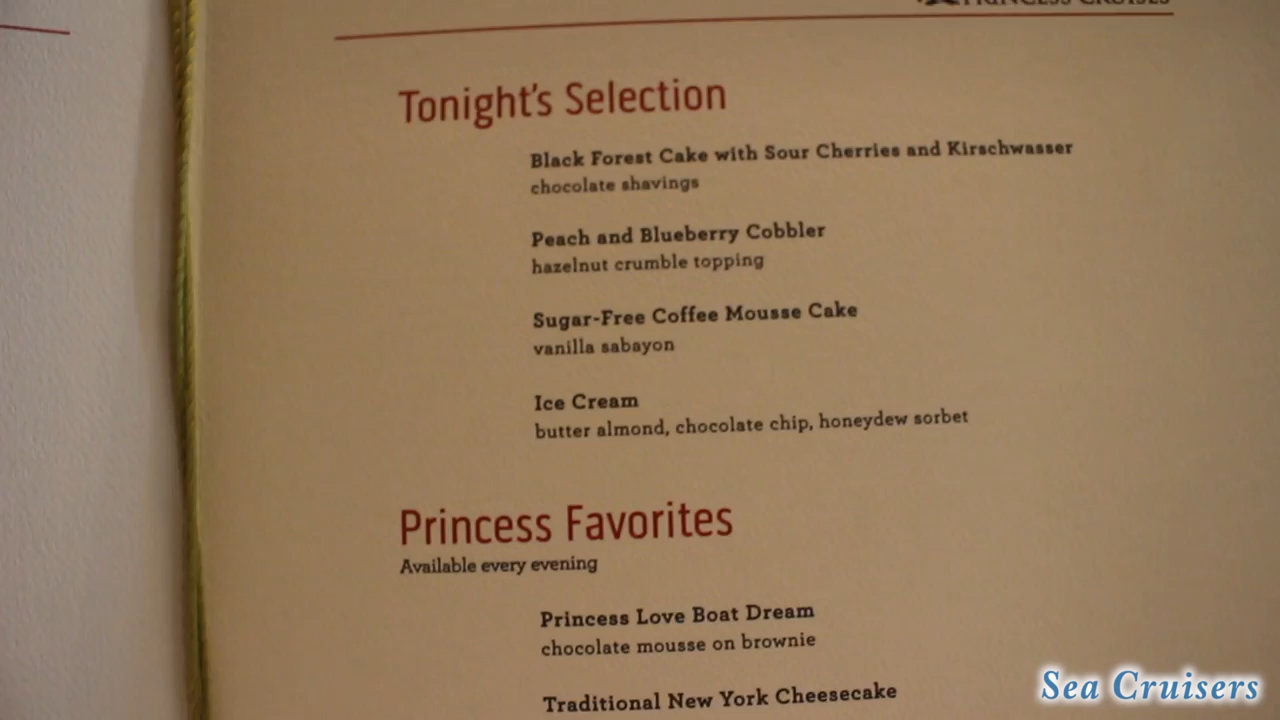 PRINCESS CRUISES
Tonight's Selection
Black Forest Cake with Sour Cherries and Kirschwasser
chocolate shavings
Peach and Blueberry Cobbler
hazelnut crumble topping
Sugar-Free Coffee Mousse Cake
vanilla sabayon
Ice Cream
butter almond, chocolate chip, honeydew sorbet
Princess Favorites
Available every evening
Princess Love Boat Dream
chocolate mousse on brownie
Traditional New York Cheesecake
Sea Cruisers